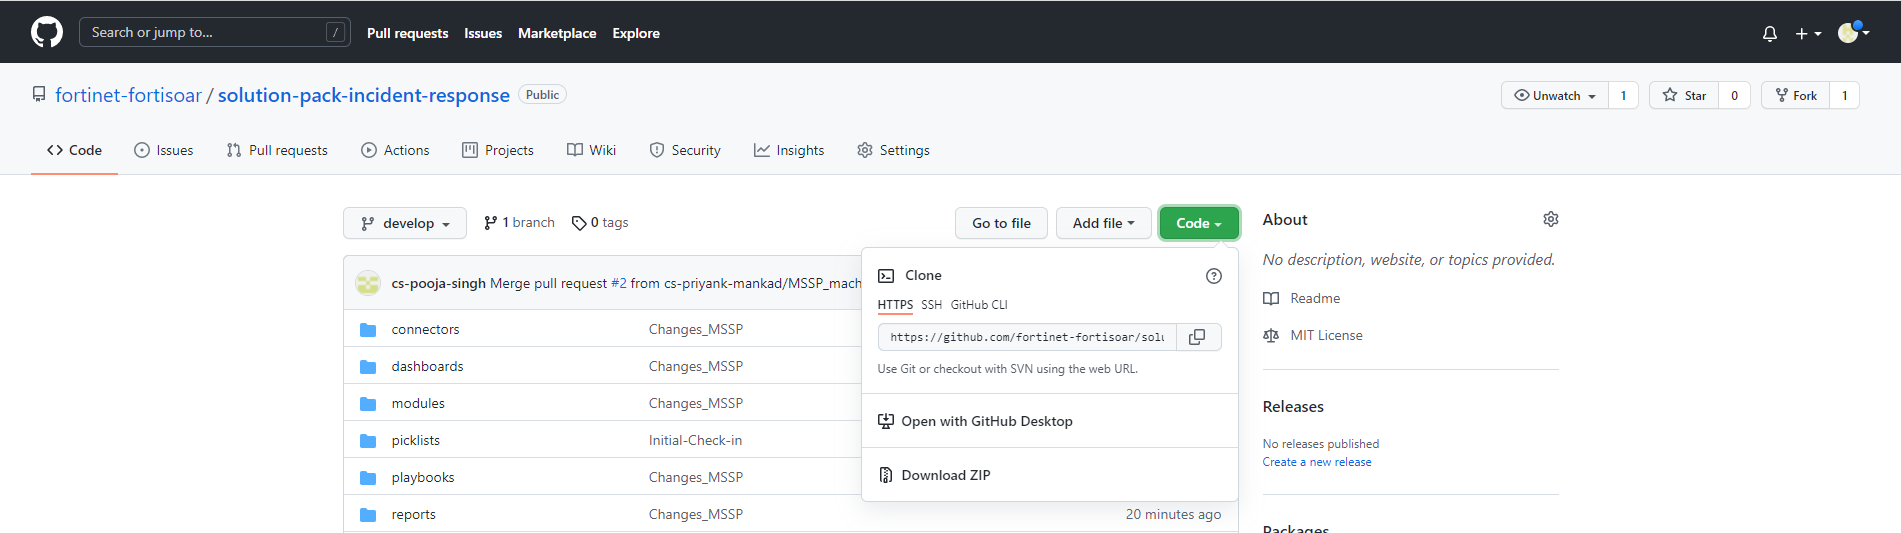 Search or jump to... /
Pull requests Issues Marketplace Explore
fortinet-fortisoar / solution-pack-incident-response Public
Unwatch 1 Star 0 Fork 1
Code Issues Pull requests Actions Projects Wiki Security Insights Settings
develop 1 branch 0 tags
Go to file Add file Code
cs-pooja-singh Merge pull request #2 from cs-priyank-mankad/MSSP_mach
connectors Changes_MSSP
dashboards Changes_MSSP
modules Changes_MSSP
picklists Initial-Check-in
playbooks Changes_MSSP
reports Changes_MSSP 20 minutes ago
Clone
HTTPS SSH GitHub CLI
https://github.com/fortinet-fortisoar/solu
Use Git or checkout with SVN using the web URL.
Open with GitHub Desktop
Download ZIP
About
No description, website, or topics provided.
Readme
MIT License
Releases
No releases published
Create a new release
Packages